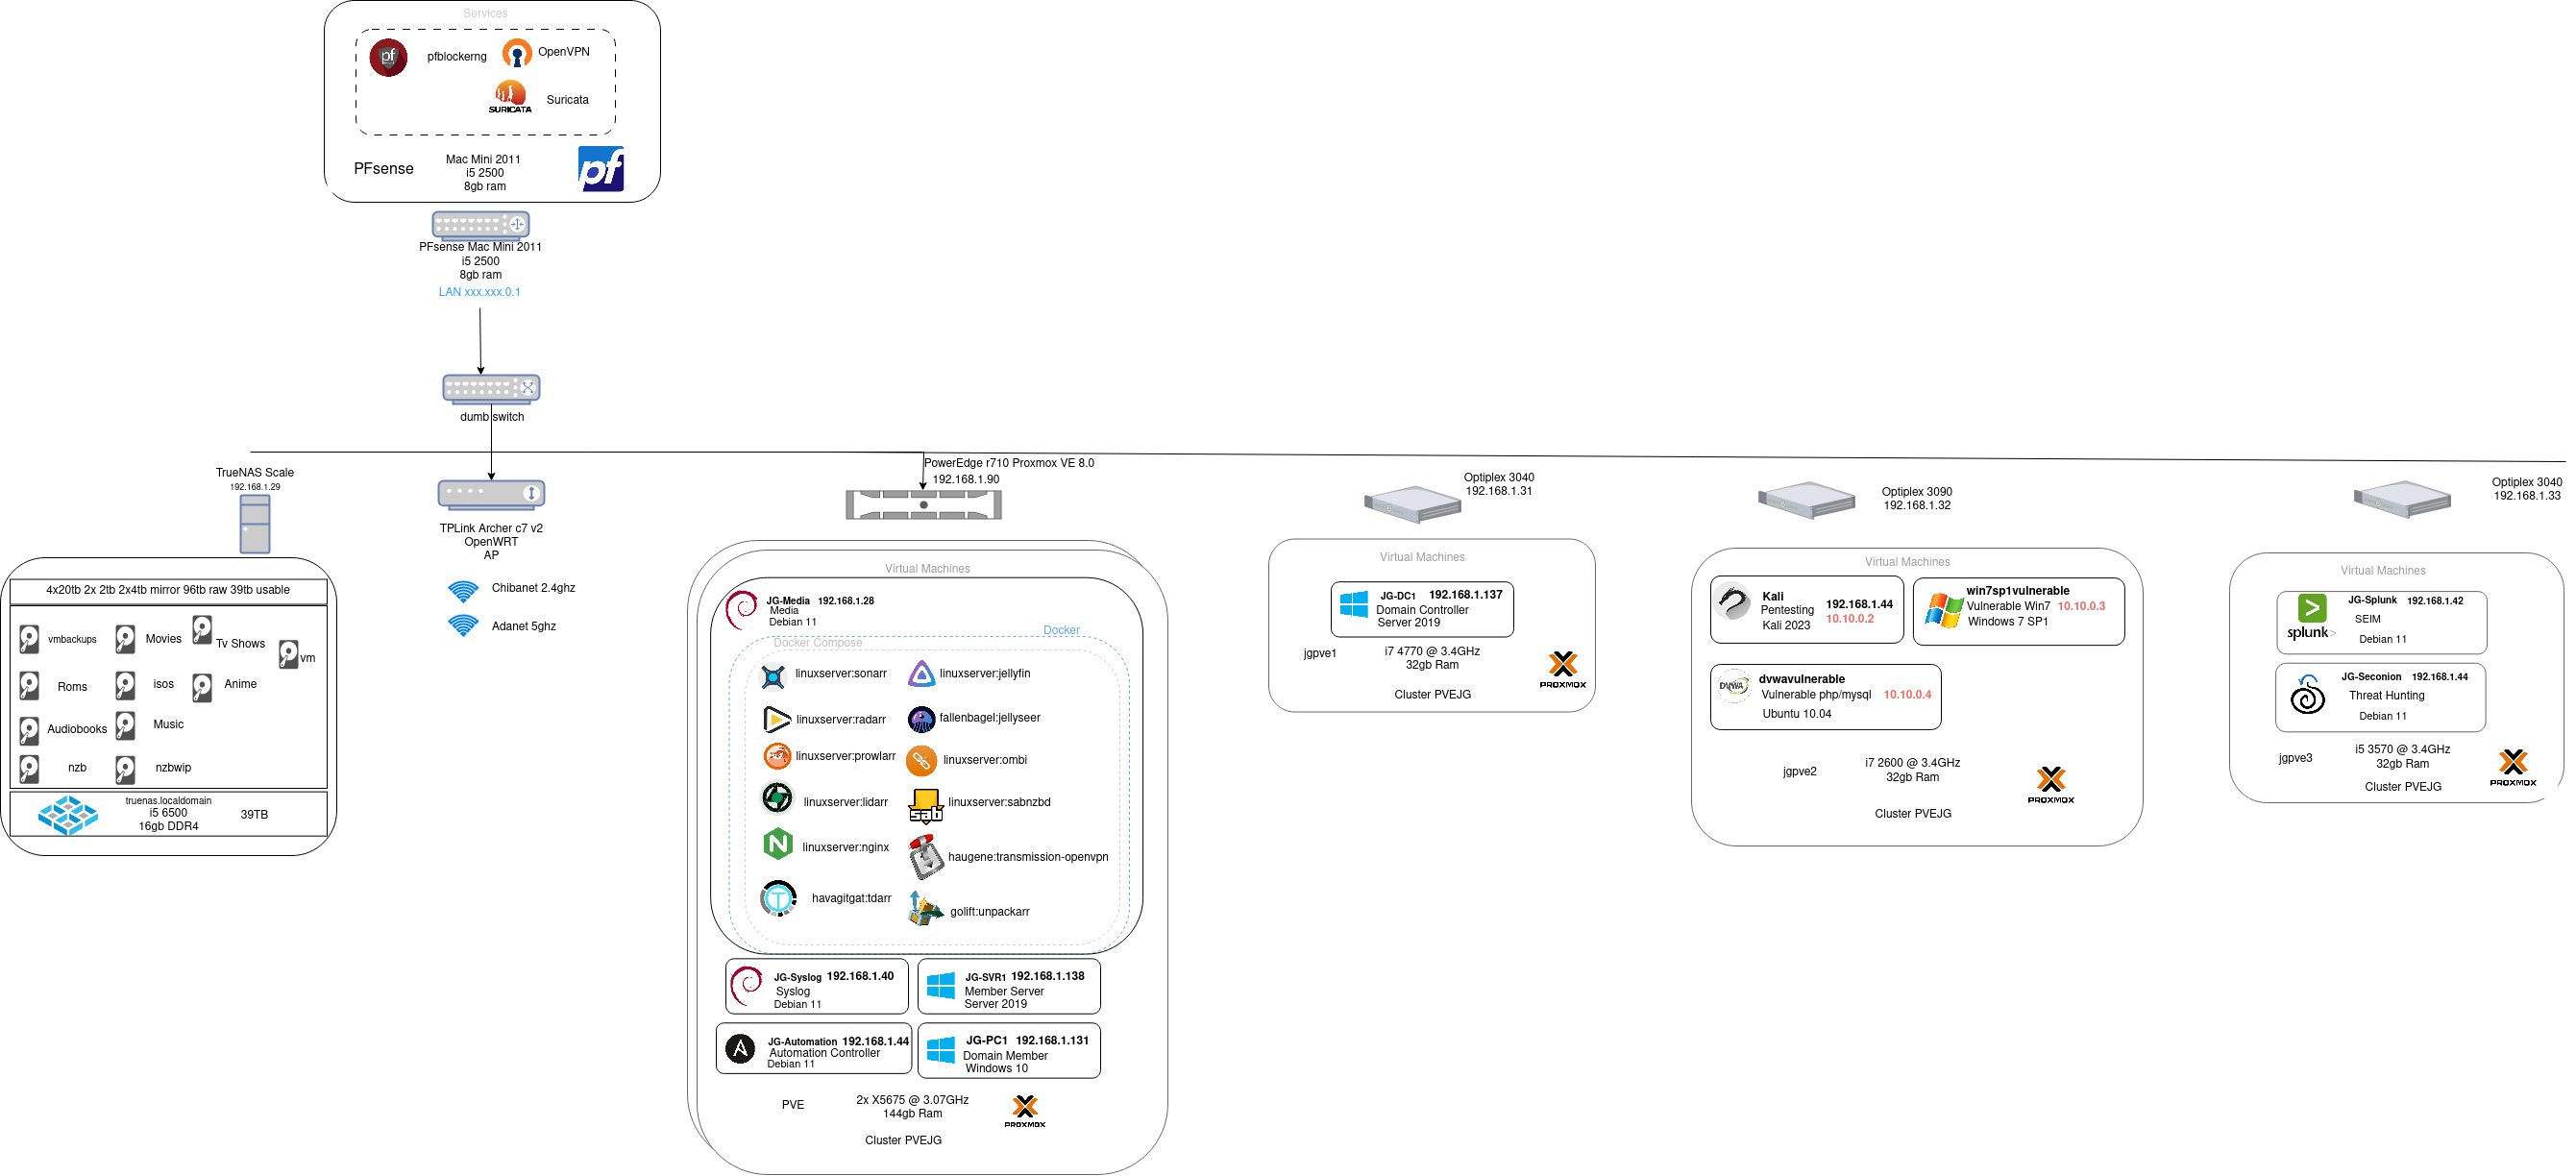 Services
pf
pfblockerng
OpenVPN
SURICATA
Suricata
PFsense
Mac Mini 2011
i5 2500
8gb ram
pf
PFsense Mac Mini 2011
i5 2500
8gb ram
LAN xxx.xxx.0.1
dumb switch
TrueNAS Scale
192.168.1.29
4x20tb 2x 2tb 2x4tb mirror 96tb raw 39tb usable
vmbackups
Movies
Tv Shows
vm
Roms
isos
Anime
Audiobooks
Music
nzb
nzbwip
truenas.localdomain
i5 6500
16gb DDR4
39TB
TPLink Archer c7 v2
OpenWRT
AP
Chibanet 2.4ghz
Adanet 5ghz
PowerEdge r710 Proxmox VE 8.0
192.168.1.90
Virtual Machines
JG-Media 192.168.1.28
Media
Debian 11
Docker
Docker Compose
linuxserver:sonarr
linuxserver:jellyfin
linuxserver:radarr
fallenbagel:jellyseer
linuxserver:prowlarr
linuxserver:ombi
linuxserver:lidarr
sab
linuxserver:sabnzbd
N
linuxserver:nginx
haugene:transmission-openvpn
T
havagitgat:tdarr
golift:unpackarr
JG-Syslog 192.168.1.40
Syslog
Debian 11
JG-SVR1 192.168.1.138
Member Server
Server 2019
A
JG-Automation 192.168.1.44
Automation Controller
Debian 11
JG-PC1 192.168.1.131
Domain Member
Windows 10
PVE
2x X5675 @ 3.07GHz
144gb Ram
PROXMOX
Cluster PVEJG
Optiplex 3040
192.168.1.31
Virtual Machines
JG-DC1 192.168.1.137
Domain Controller
Server 2019
jgpve1
i7 4770 @ 3.4GHz
32gb Ram
PROXMOX
Cluster PVEJG
Optiplex 3090
192.168.1.32
Virtual Machines
Kali
Pentesting
Kali 2023
192.168.1.44
10.10.0.2
win7sp1vulnerable
Vulnerable Win7 10.10.0.3
Windows 7 SP1
DVWA
dvwavulnerable
Vulnerable php/mysql 10.10.0.4
Ubuntu 10.04
jgpve2
i7 2600 @ 3.4GHz
32gb Ram
PROXMOX
Cluster PVEJG
Optiplex 3040
192.168.1.33
Virtual Machines
splunk>
JG-Splunk 192.168.1.42
SEIM
Debian 11
JG-Seconion 192.168.1.44
Threat Hunting
Debian 11
jgpve3
i5 3570 @ 3.4GHz
32gb Ram
PROXMOX
Cluster PVEJG